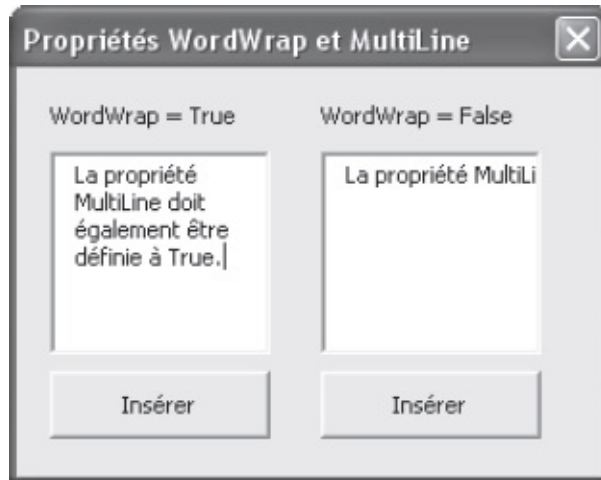 Propriétés WordWrap et MultiLine
WordWrap = True
WordWrap = False
La propriété
MultiLine doit
également être
définie à True.
La propriété MultiLi
Insérer
Insérer